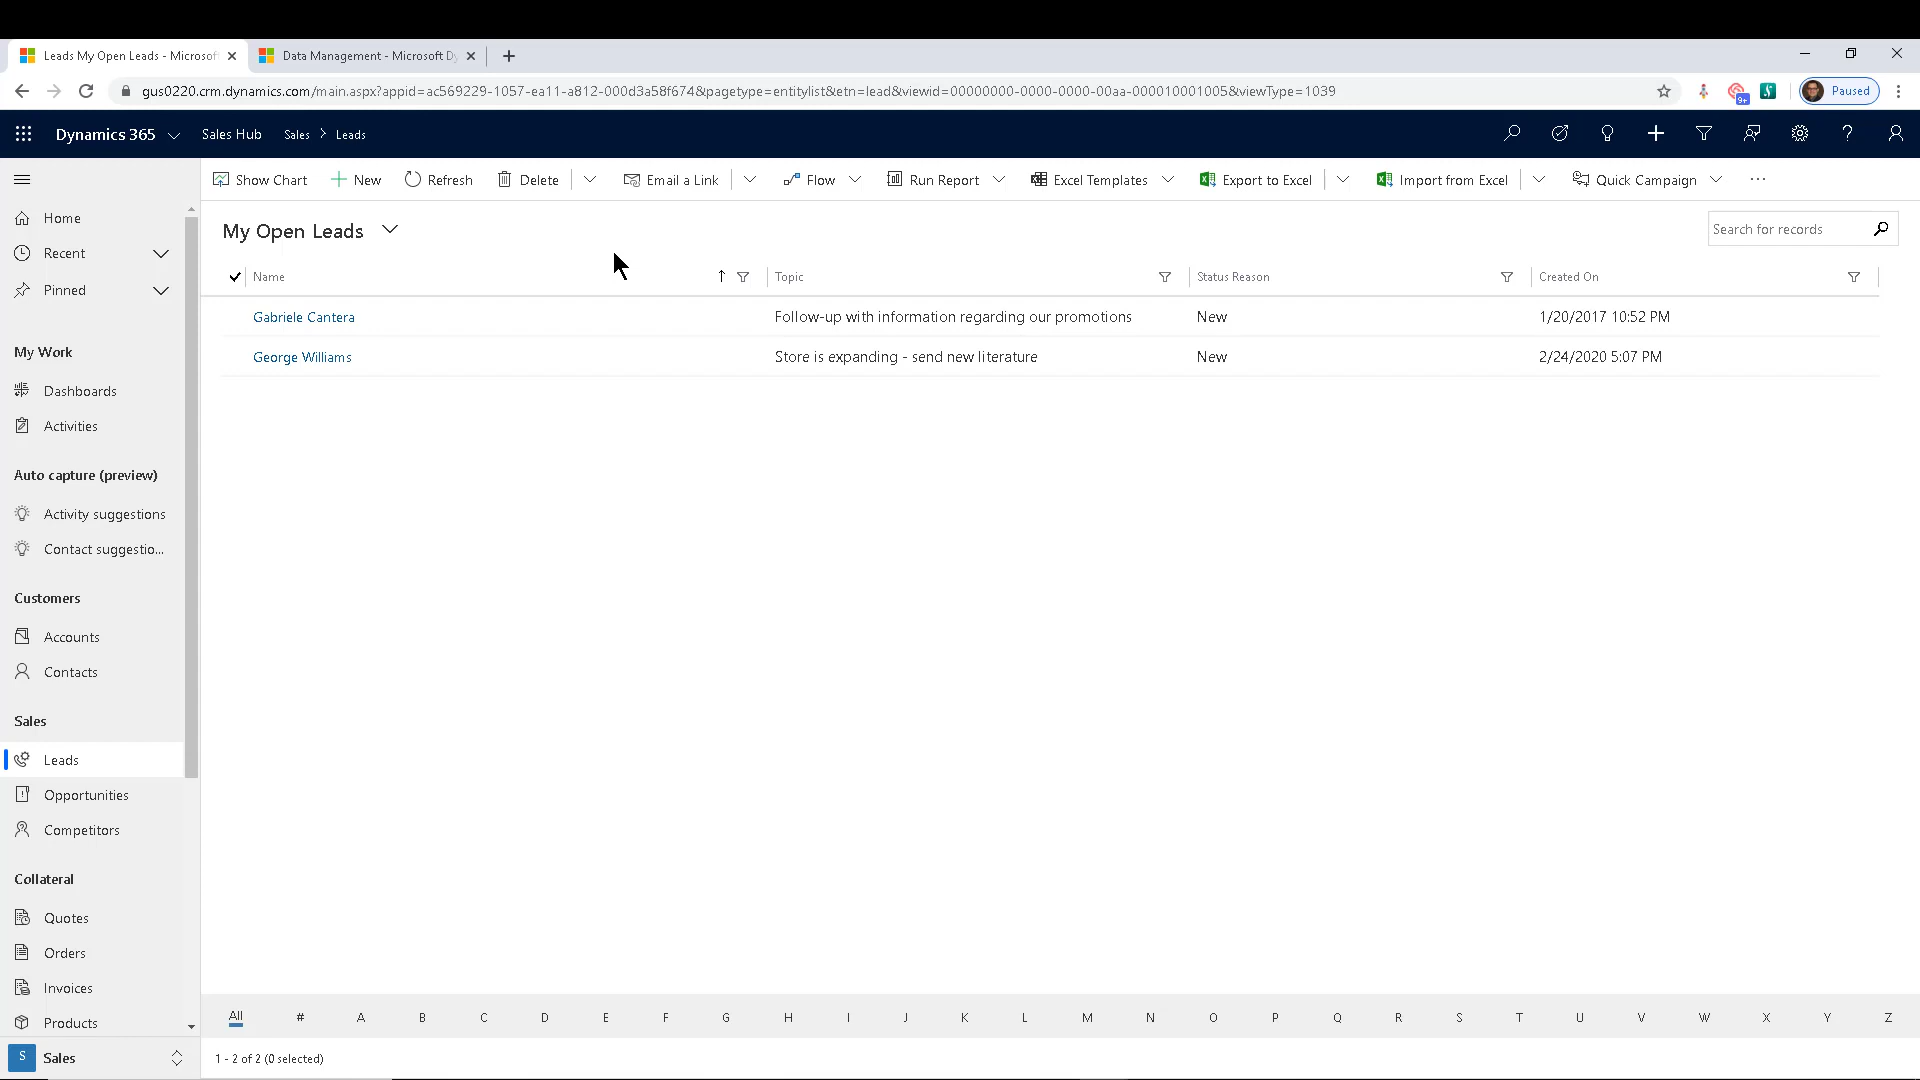 Leads My Open Leads - Microsof
Data Management - Microsoft Dy
gus0220.crm.dynamics.com/main.aspx?appid=ac569229-1057-ea11-a812-000d3a58f674&pagetype=entitylist&etn=lead&viewid=00000000-0000-0000-00aa-000010001005&viewType=1039
9+
Paused
Dynamics 365
Sales Hub
Sales > Leads
Show Chart
New
Refresh
Delete
Email a Link
Flow
Run Report
Excel Templates
Export to Excel
Import from Excel
Quick Campaign
Home
Recent
Pinned
My Work
Dashboards
Activities
Auto capture (preview)
Activity suggestions
Contact suggestio...
Customers
Accounts
Contacts
Sales
Leads
Opportunities
Competitors
Collateral
Quotes
Orders
Invoices
Products
S
Sales
My Open Leads
Search for records
Name Topic Status Reason Created On
Gabriele Cantera Follow-up with information regarding our promotions New 1/20/2017 10:52 PM
George Williams Store is expanding - send new literature New 2/24/2020 5:07 PM
All # A B C D E F G H I J K L M N O P Q R S T U V W X Y Z
1 - 2 of 2 (0 selected)